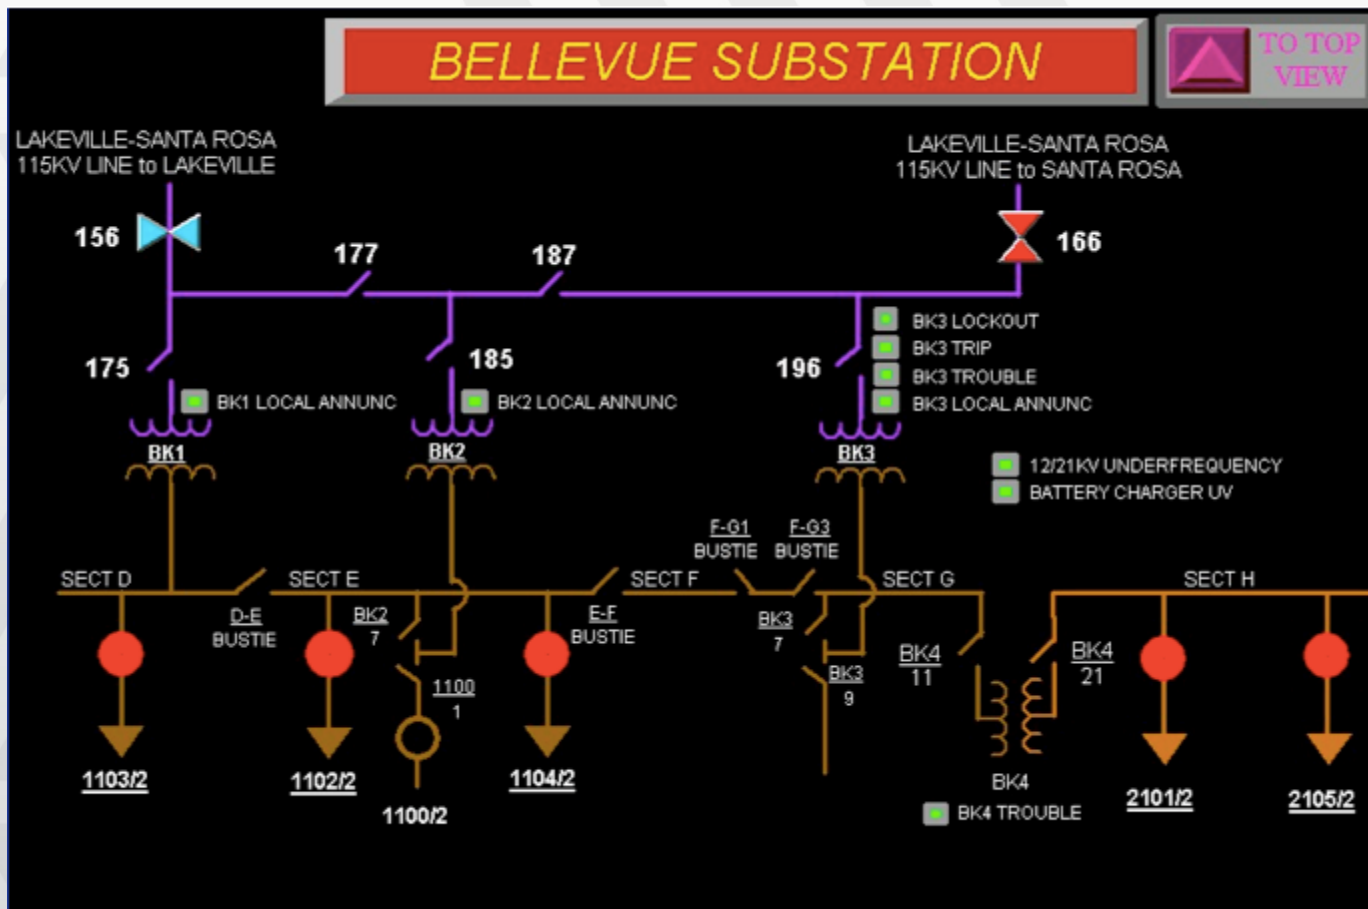 BELLEVUE SUBSTATION
TO TOP
VIEW
LAKEVILLE-SANTA ROSA
115KV LINE to LAKEVILLE
LAKEVILLE-SANTA ROSA
115KV LINE to SANTA ROSA
156
177
187
166
175
185
196
BK3 LOCKOUT
BK3 TRIP
BK3 TROUBLE
BK3 LOCAL ANNUNC
BK1 LOCAL ANNUNC
BK2 LOCAL ANNUNC
BK1
BK2
BK3
12/21KV UNDERFREQUENCY
BATTERY CHARGER UV
F-G1
BUSTIE
F-G3
BUSTIE
SECT D
SECT E
SECT F
SECT G
SECT H
D-E
BUSTIE
BK2
7
E-F
BUSTIE
BK3
7
BK4
11
BK4
21
1100
1
BK3
9
1103/2
1102/2
1100/2
1104/2
BK4
BK4 TROUBLE
2101/2
2105/2